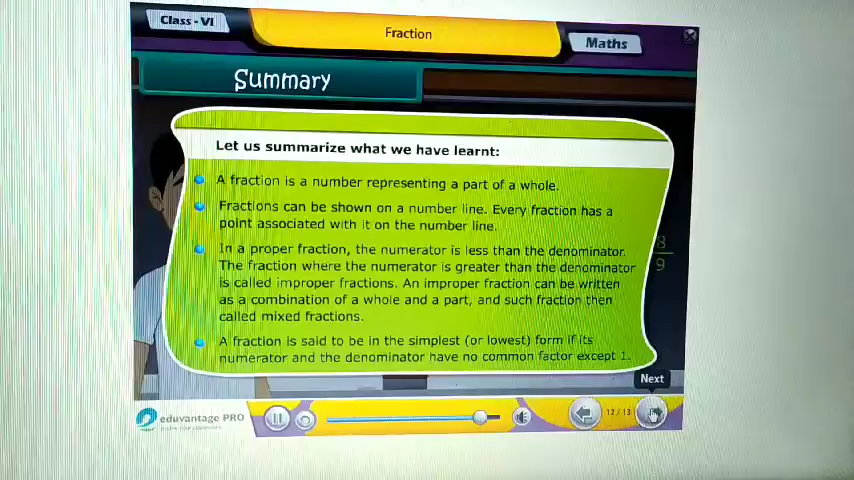 Class - VI
Fraction
Maths
Summary
Let us summarize what we have learnt:
A fraction is a number representing a part of a whole.
Fractions can be shown on a number line. Every fraction has a
point associated with it on the number line.
In a proper fraction, the numerator is less than the denominator.
The fraction where the numerator is greater than the denominator
is called improper fractions. An improper fraction can be written
as a combination of a whole and a part, and such fraction then
called mixed fractions.
8
9
A fraction is said to be in the simplest (or lowest) form if its
numerator and the denominator have no common factor except 1.
Next
eduvantage PRO
12 / 13